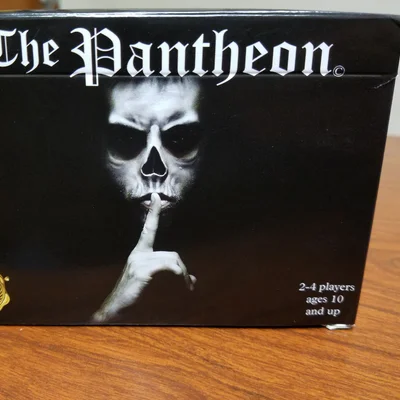 The Pantheon©
2-4 players
ages 10
and up